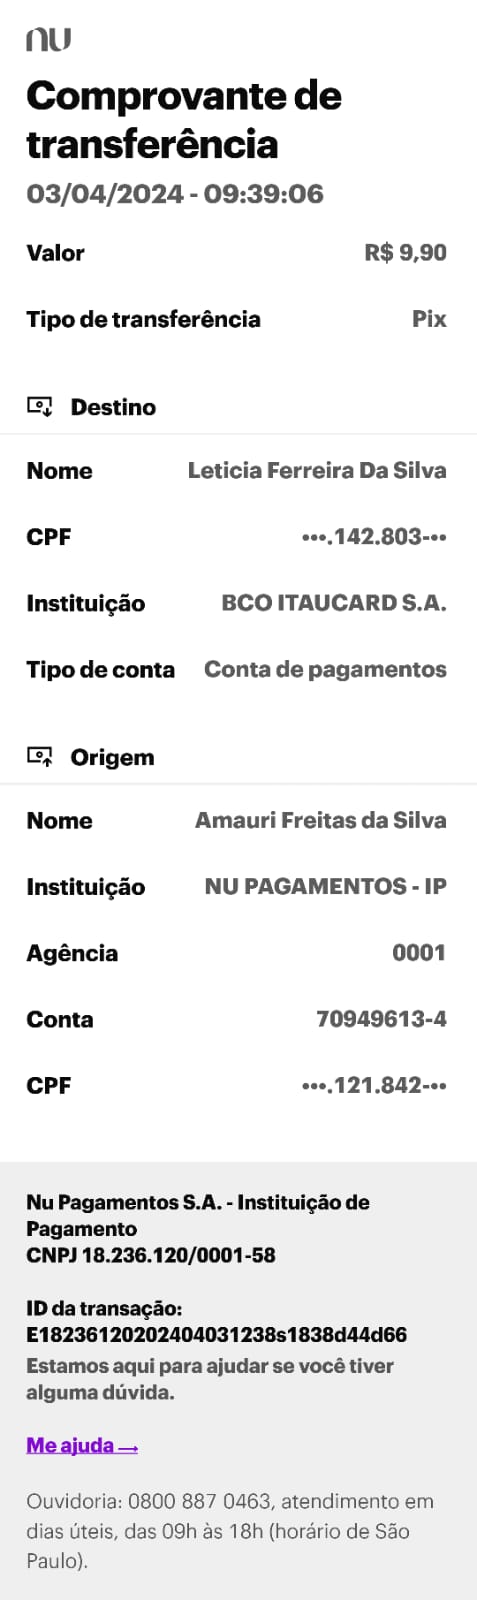 nu
Comprovante de
transferência
03/04/2024 - 09:39:06
Valor R$ 9,90
Tipo de transferência Pix
Destino
Nome Leticia Ferreira Da Silva
CPF •••.142.803-••
Instituição BCO ITAUCARD S.A.
Tipo de conta Conta de pagamentos
Origem
Nome Amauri Freitas da Silva
Instituição NU PAGAMENTOS - IP
Agência 0001
Conta 70949613-4
CPF •••.121.842-••
Nu Pagamentos S.A. - Instituição de
Pagamento
CNPJ 18.236.120/0001-58
ID da transação:
E18236120202404031238s1838d44d66
Estamos aqui para ajudar se você tiver
alguma dúvida.
Me ajuda →
Ouvidoria: 0800 887 0463, atendimento em
dias úteis, das 09h às 18h (horário de São
Paulo).